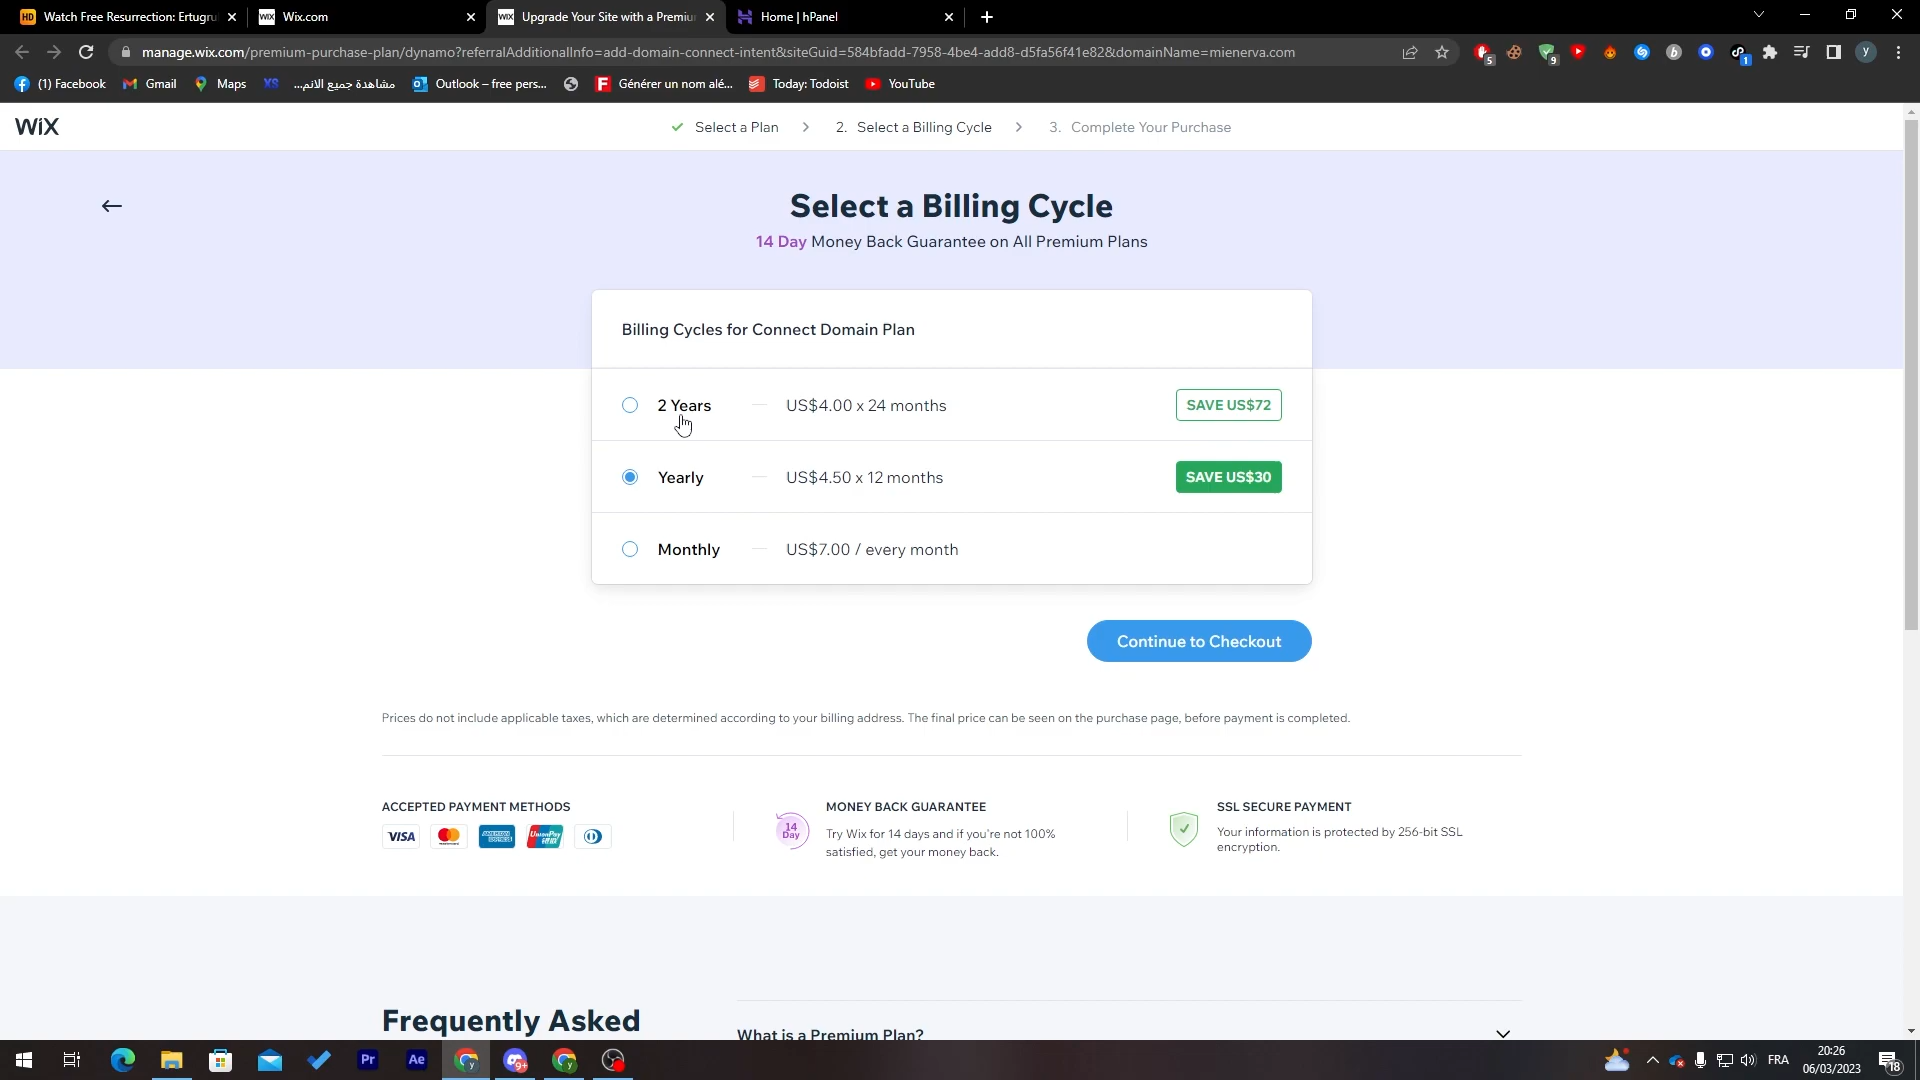 Watch Free Resurrection: Ertugru
Wix.com
Upgrade Your Site with a Premiu
Home | hPanel
manage.wix.com/premium-purchase-plan/dynamo?referralAdditionalInfo=add-domain-connect-intent&siteGuid=584bfadd-7958-4be4-add8-d5fa56f41e82&domainName=mienerva.com
(1) Facebook
Gmail
Maps
مشاهدة جميع الانم...
Outlook – free pers...
Générer un nom alé...
Today: Todoist
YouTube
WiX
Select a Plan
2. Select a Billing Cycle
3. Complete Your Purchase
Select a Billing Cycle
14 Day Money Back Guarantee on All Premium Plans
Billing Cycles for Connect Domain Plan
2 Years — US$4.00 x 24 months SAVE US$72
Yearly — US$4.50 x 12 months SAVE US$30
Monthly — US$7.00 / every month
Continue to Checkout
Prices do not include applicable taxes, which are determined according to your billing address. The final price can be seen on the purchase page, before payment is completed.
ACCEPTED PAYMENT METHODS
VISA
MONEY BACK GUARANTEE
14 Day
Try Wix for 14 days and if you're not 100%
satisfied, get your money back.
SSL SECURE PAYMENT
Your information is protected by 256-bit SSL
encryption.
Frequently Asked
What is a Premium Plan?
Pr
Ae
9+
FRA
20:26
06/03/2023
18